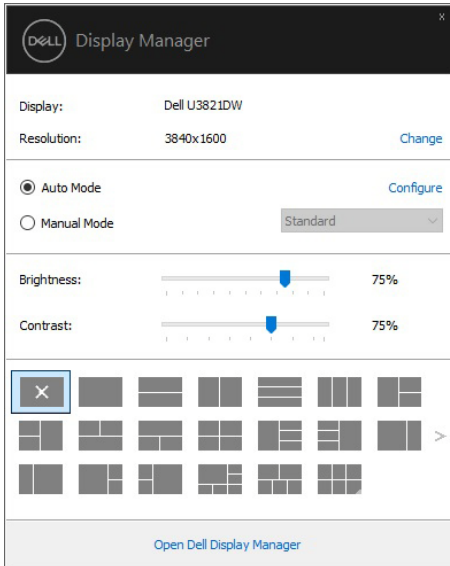 x
DELL Display Manager
Display: Dell U3821DW
Resolution: 3840x1600 Change
Auto Mode Configure
Manual Mode Standard
Brightness: 75%
Contrast: 75%
Open Dell Display Manager